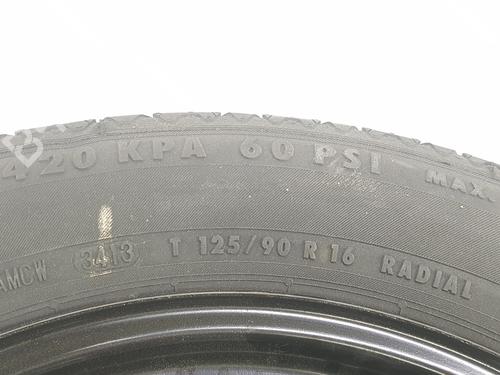 420 KPA 60 PSI MAX.
AMCW 3413 T 125/90 R 16 RADIAL